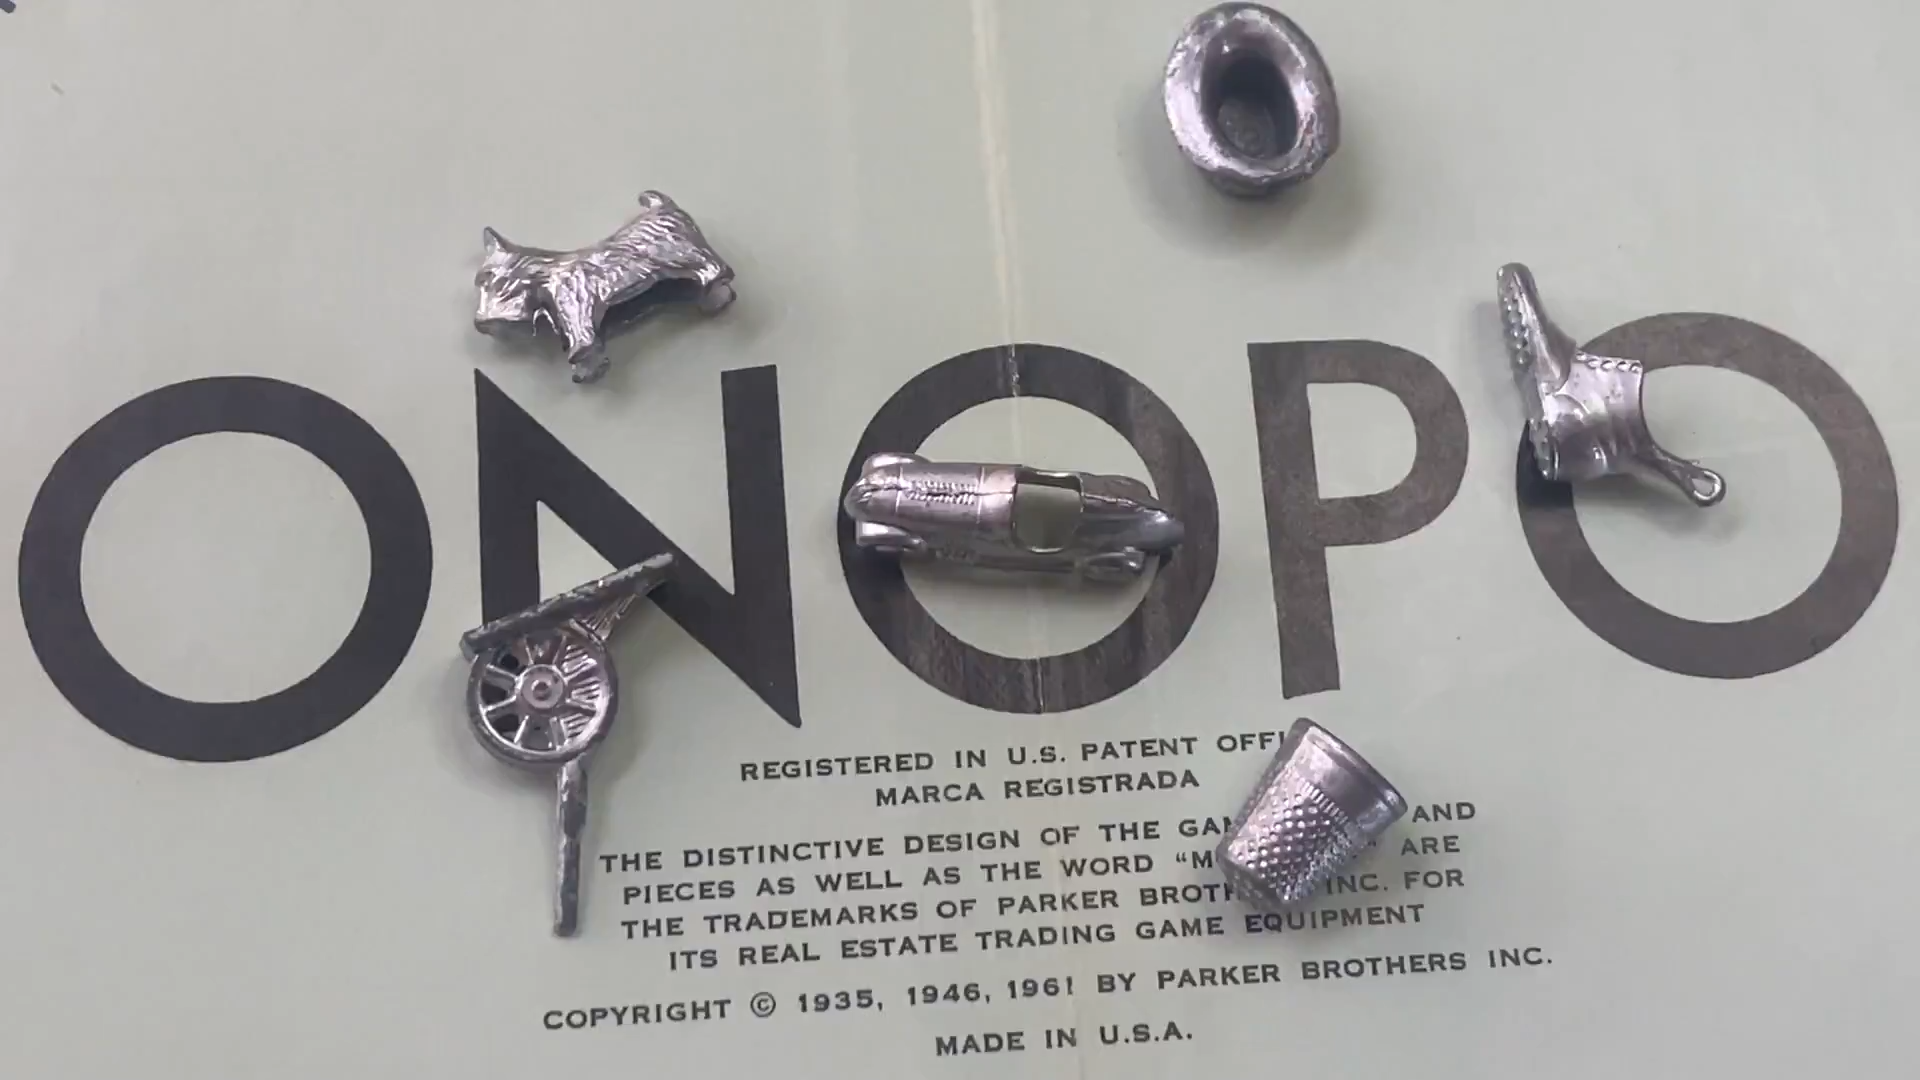 ONOPO
REGISTERED IN U.S. PATENT OFFI
MARCA REGISTRADA
THE DISTINCTIVE DESIGN OF THE GA AND
PIECES AS WELL AS THE WORD “M ” ARE
THE TRADEMARKS OF PARKER BROTH INC. FOR
ITS REAL ESTATE TRADING GAME EQUIPMENT
COPYRIGHT © 1935, 1946, 1961 BY PARKER BROTHERS INC.
MADE IN U.S.A.